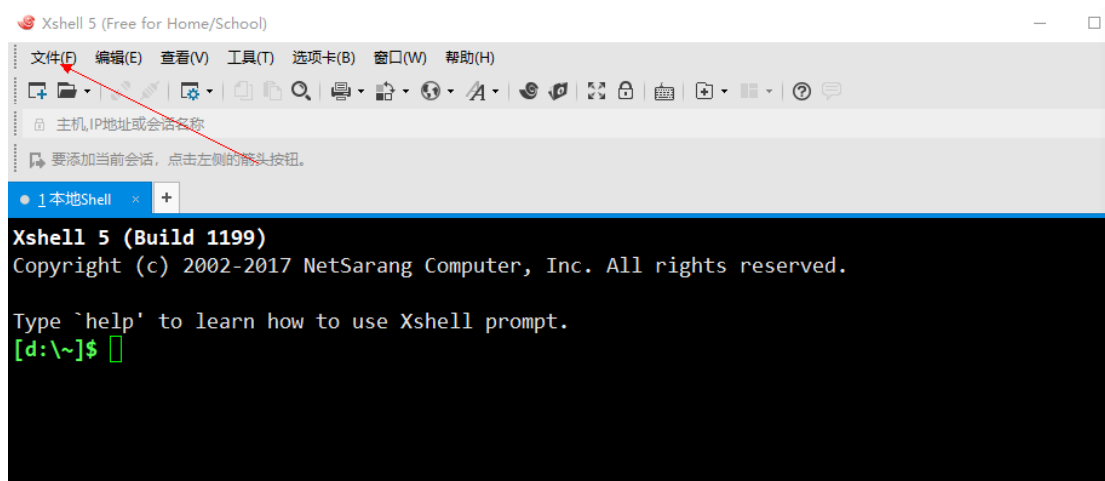 Xshell 5 (Free for Home/School)
文件(F) 编辑(E) 查看(V) 工具(T) 选项卡(B) 窗口(W) 帮助(H)
主机,IP地址或会话名称
要添加当前会话，点击左侧的箭头按钮。
1 本地Shell × +
Xshell 5 (Build 1199)
Copyright (c) 2002-2017 NetSarang Computer, Inc. All rights reserved.
Type `help' to learn how to use Xshell prompt.
[d:\~]$